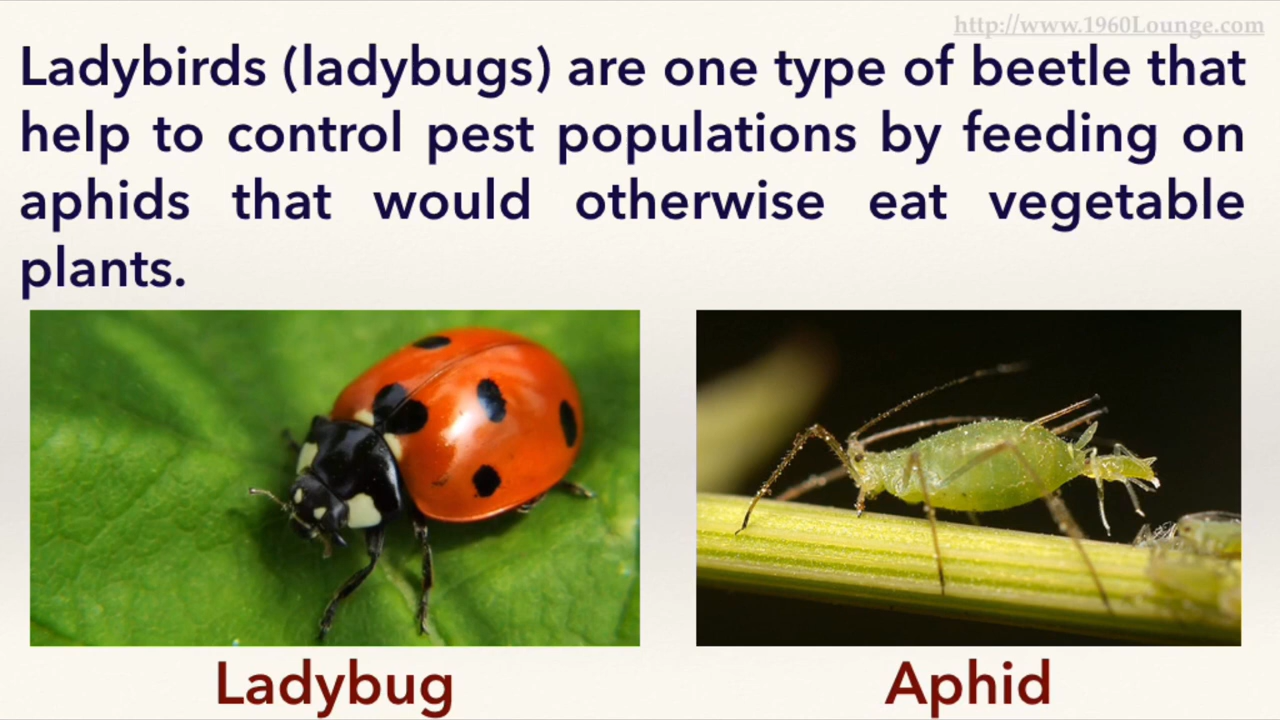 http://www.1960Lounge.com
Ladybirds (ladybugs) are one type of beetle that
help to control pest populations by feeding on
aphids that would otherwise eat vegetable
plants.
Ladybug
Aphid